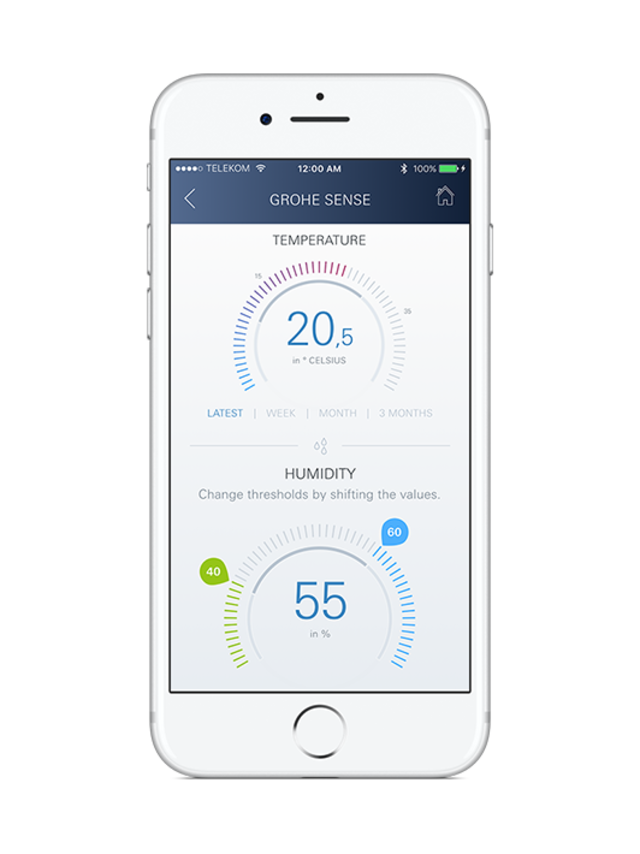 TELEKOM 12:00 AM 100%
GROHE SENSE
TEMPERATURE
15
35
20,5
in ° CELSIUS
LATEST | WEEK | MONTH | 3 MONTHS
HUMIDITY
Change thresholds by shifting the values.
60
40
55
in %